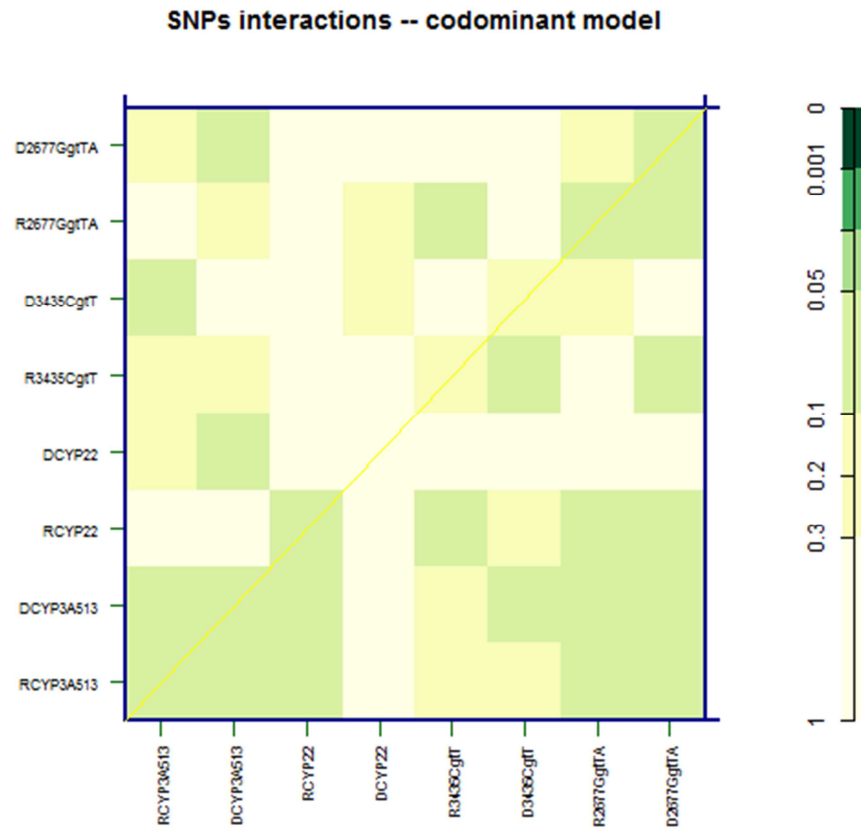 SNPs interactions -- codominant model
D2677GgtTA
R2677GgtTA
D3435CgtT
R3435CgtT
DCYP22
RCYP22
DCYP3A513
RCYP3A513
RCYP3A513
DCYP3A513
RCYP22
DCYP22
R3435CgtT
D3435CgtT
R2677GgtTA
D2677GgtTA
0
0.001
0.05
0.1
0.2
0.3
1